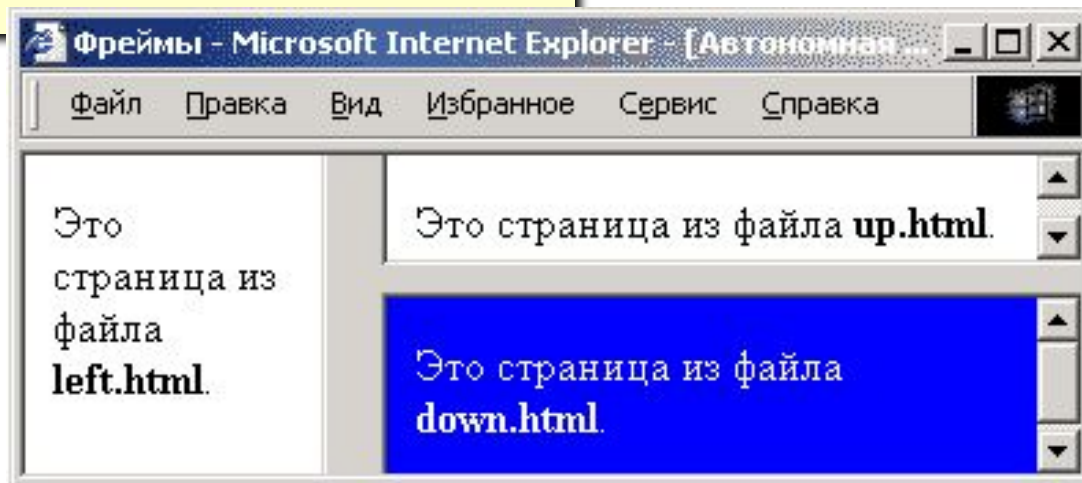 Фреймы - Microsoft Internet Explorer - [Автономная ...
Файл Правка Вид Избранное Сервис Справка
Это
страница из
файла
left.html.
Это страница из файла up.html.
Это страница из файла
down.html.